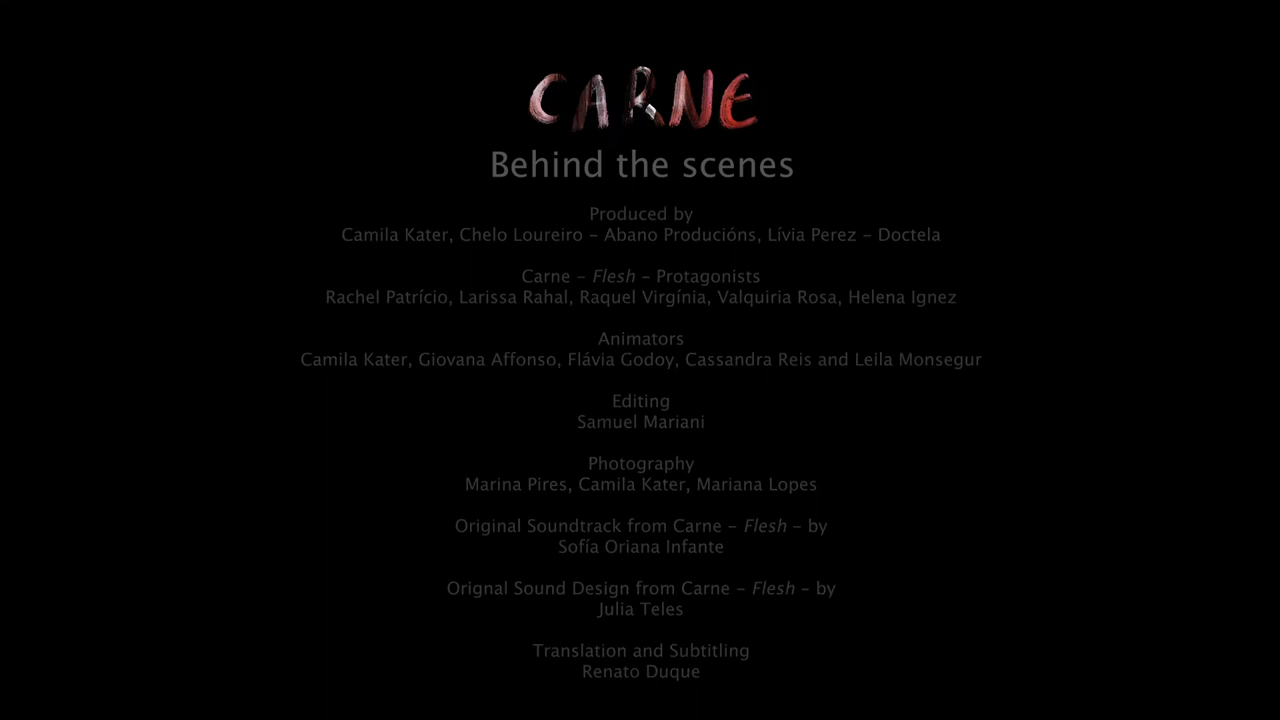 CARNE
Behind the scenes
Produced by
Camila Kater, Chelo Loureiro – Abano Producións, Lívia Perez – Doctela
Carne – Flesh – Protagonists
Rachel Patrício, Larissa Rahal, Raquel Virgínia, Valquiria Rosa, Helena Ignez
Animators
Camila Kater, Giovana Affonso, Flávia Godoy, Cassandra Reis and Leila Monsegur
Editing
Samuel Mariani
Photography
Marina Pires, Camila Kater, Mariana Lopes
Original Soundtrack from Carne – Flesh – by
Sofía Oriana Infante
Orignal Sound Design from Carne – Flesh – by
Julia Teles
Translation and Subtitling
Renato Duque